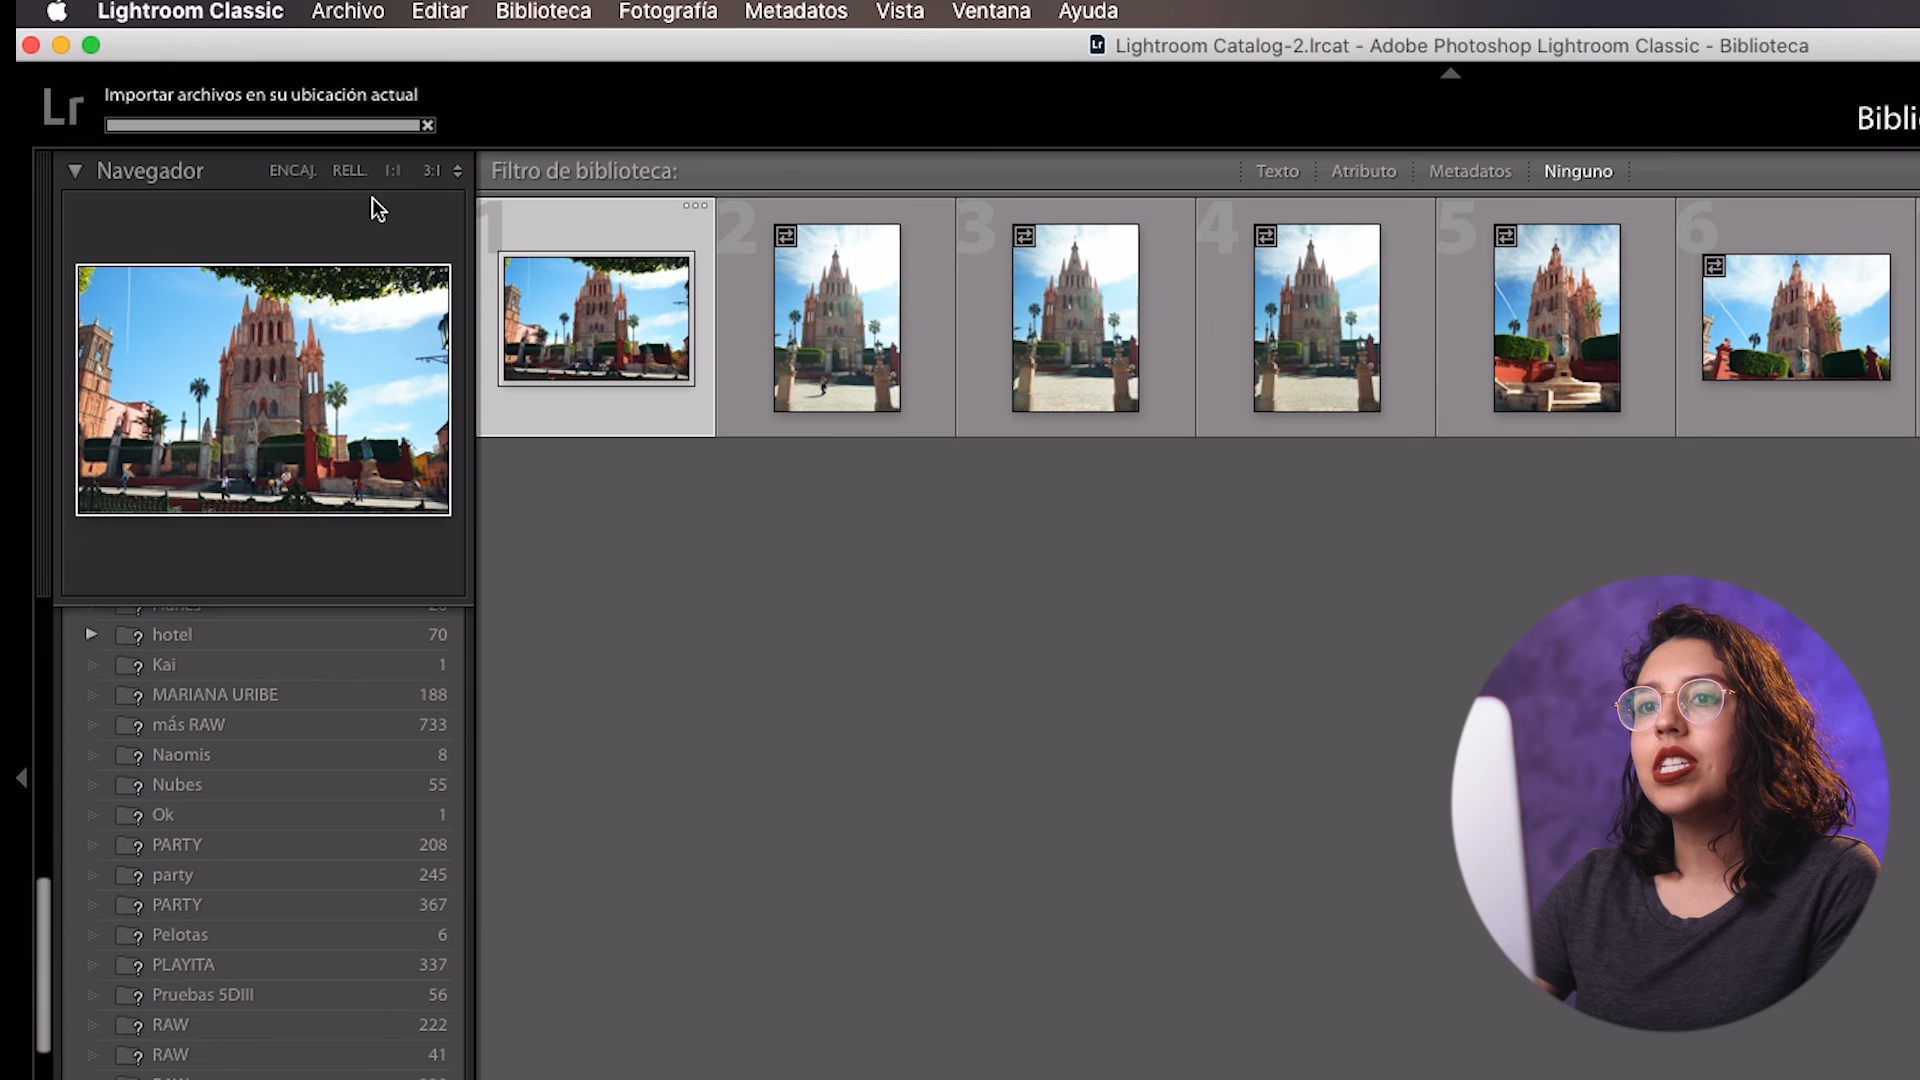 Lightroom Classic Archivo Editar Biblioteca Fotografía Metadatos Vista Ventana Ayuda
Lr Lightroom Catalog-2.lrcat - Adobe Photoshop Lightroom Classic - Biblioteca
Lr Importar archivos en su ubicación actual
Bibli
Navegador ENCAJ. RELL. 1:1 3:1
Filtro de biblioteca: Texto Atributo Metadatos Ninguno
1 2 3 4 5 6
hotel 70
Kai 1
MARIANA URIBE 188
más RAW 733
Naomis 8
Nubes 55
Ok 1
PARTY 208
party 245
PARTY 367
Pelotas 6
PLAYITA 337
Pruebas 5DIII 56
RAW 222
RAW 41